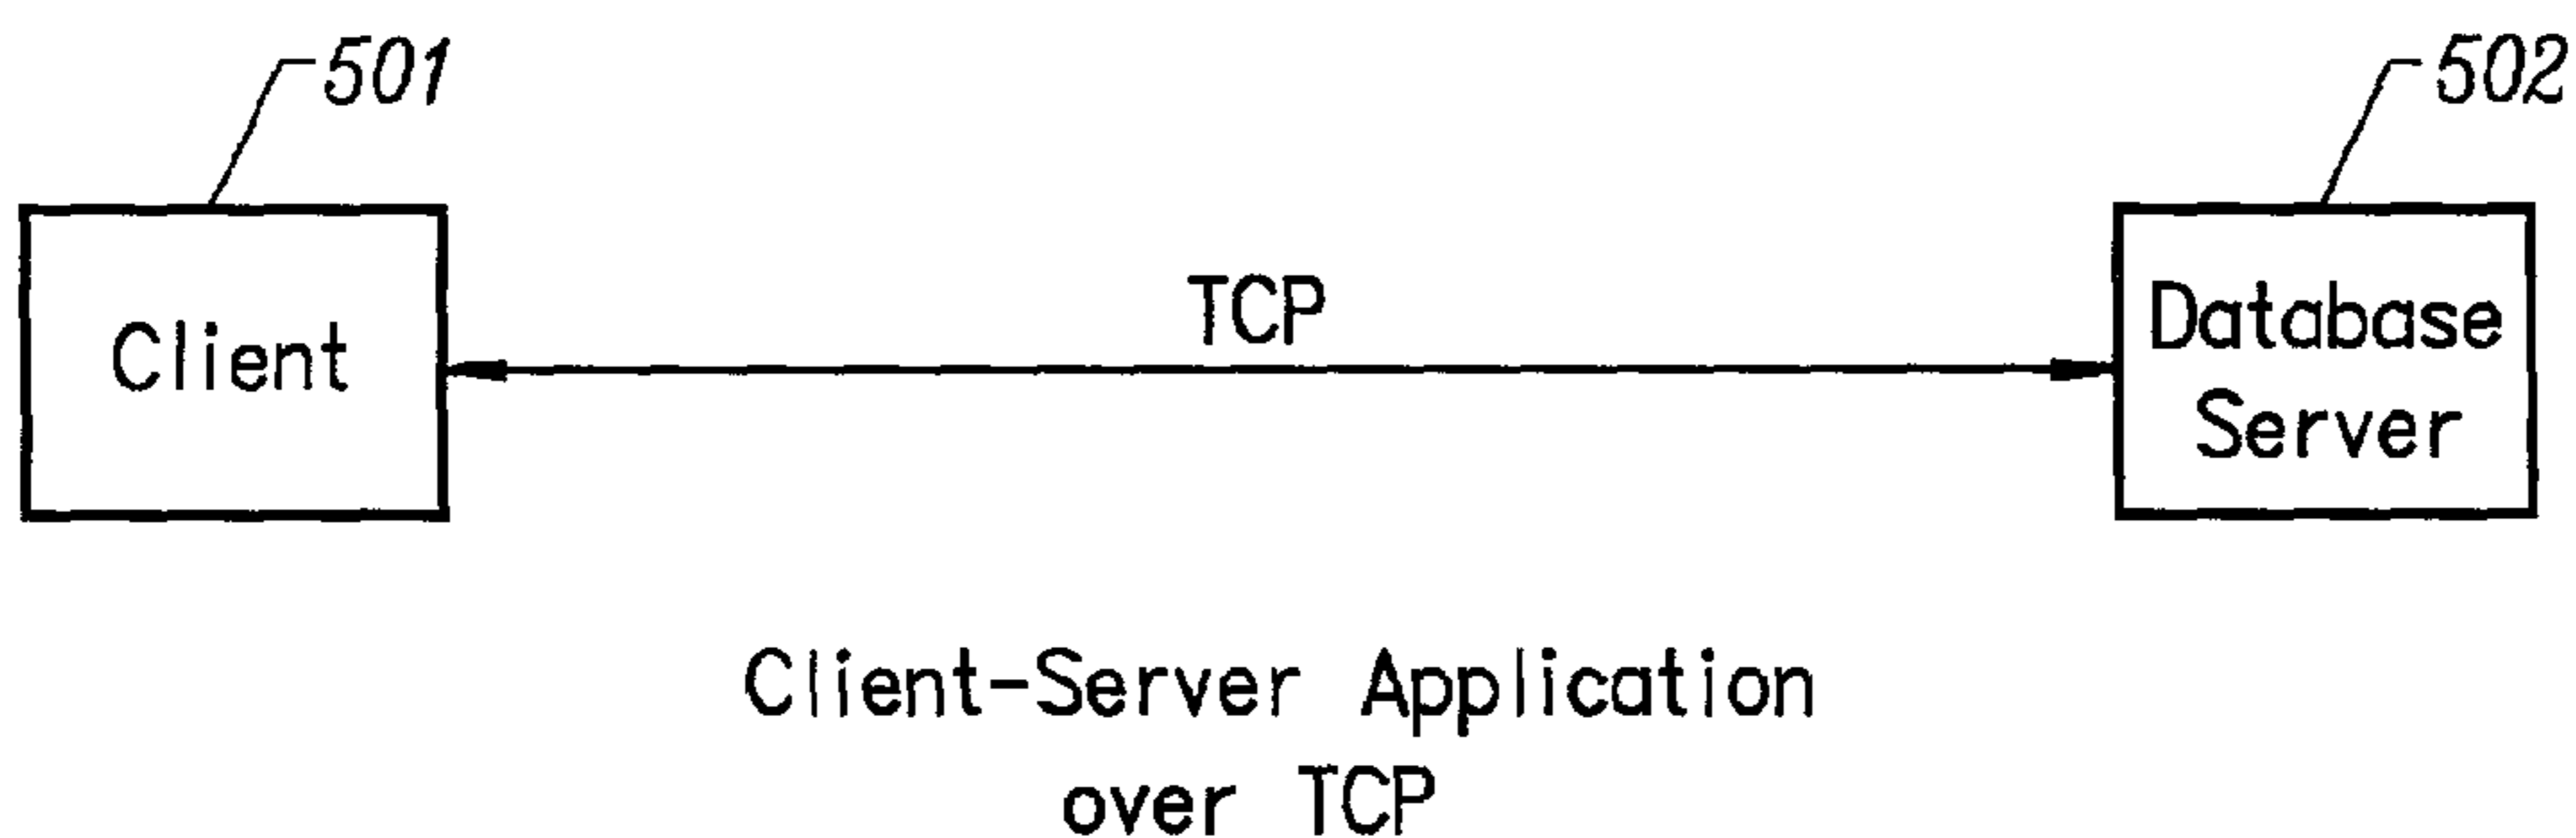 501
502
Client
TCP
Database
Server
Client-Server Application
over TCP